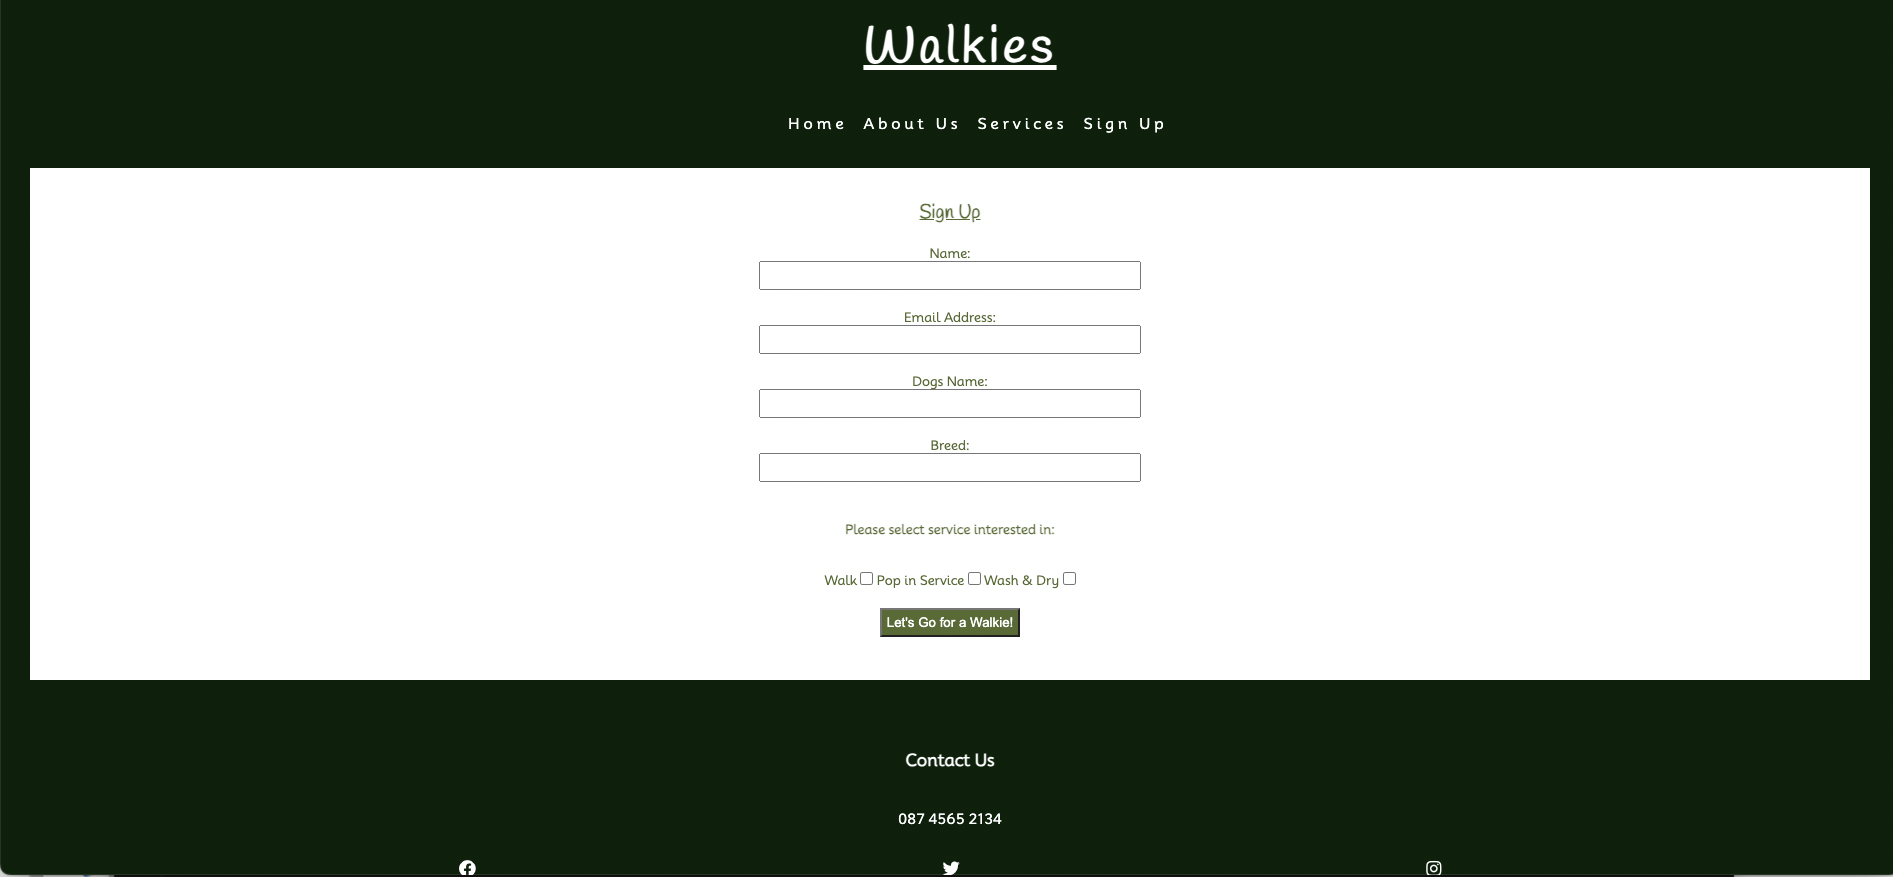 Walkies
Home About Us Services Sign Up
Sign Up
Name:
Email Address:
Dogs Name:
Breed:
Please select service interested in:
Walk Pop in Service Wash & Dry
Let's Go for a Walkie!
Contact Us
087 4565 2134